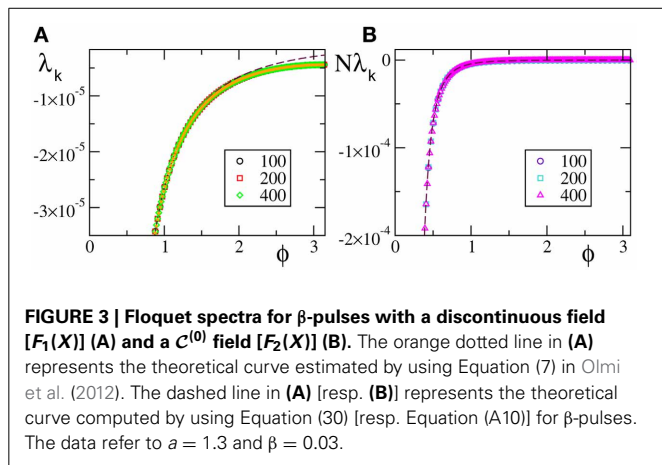 A
B
λk
Nλk
0
-1×10^-5
-2×10^-5
-3×10^-5
-1×10^-4
-2×10^-4
100
200
400
100
200
400
0 1 2 3
ϕ
0 1 2 3
ϕ
FIGURE 3 | Floquet spectra for β-pulses with a discontinuous field
[F1(X)] (A) and a C^(0) field [F2(X)] (B). The orange dotted line in (A)
represents the theoretical curve estimated by using Equation (7) in Olmi
et al. (2012). The dashed line in (A) [resp. (B)] represents the theoretical
curve computed by using Equation (30) [resp. Equation (A10)] for β-pulses.
The data refer to a = 1.3 and β = 0.03.